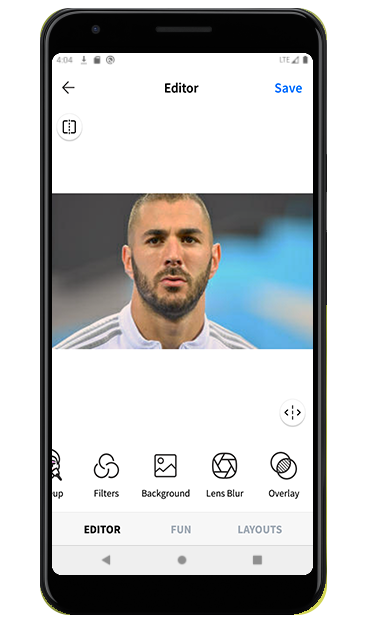 4:04 LTE
Editor Save
up Filters Background Lens Blur Overlay
EDITOR FUN LAYOUTS